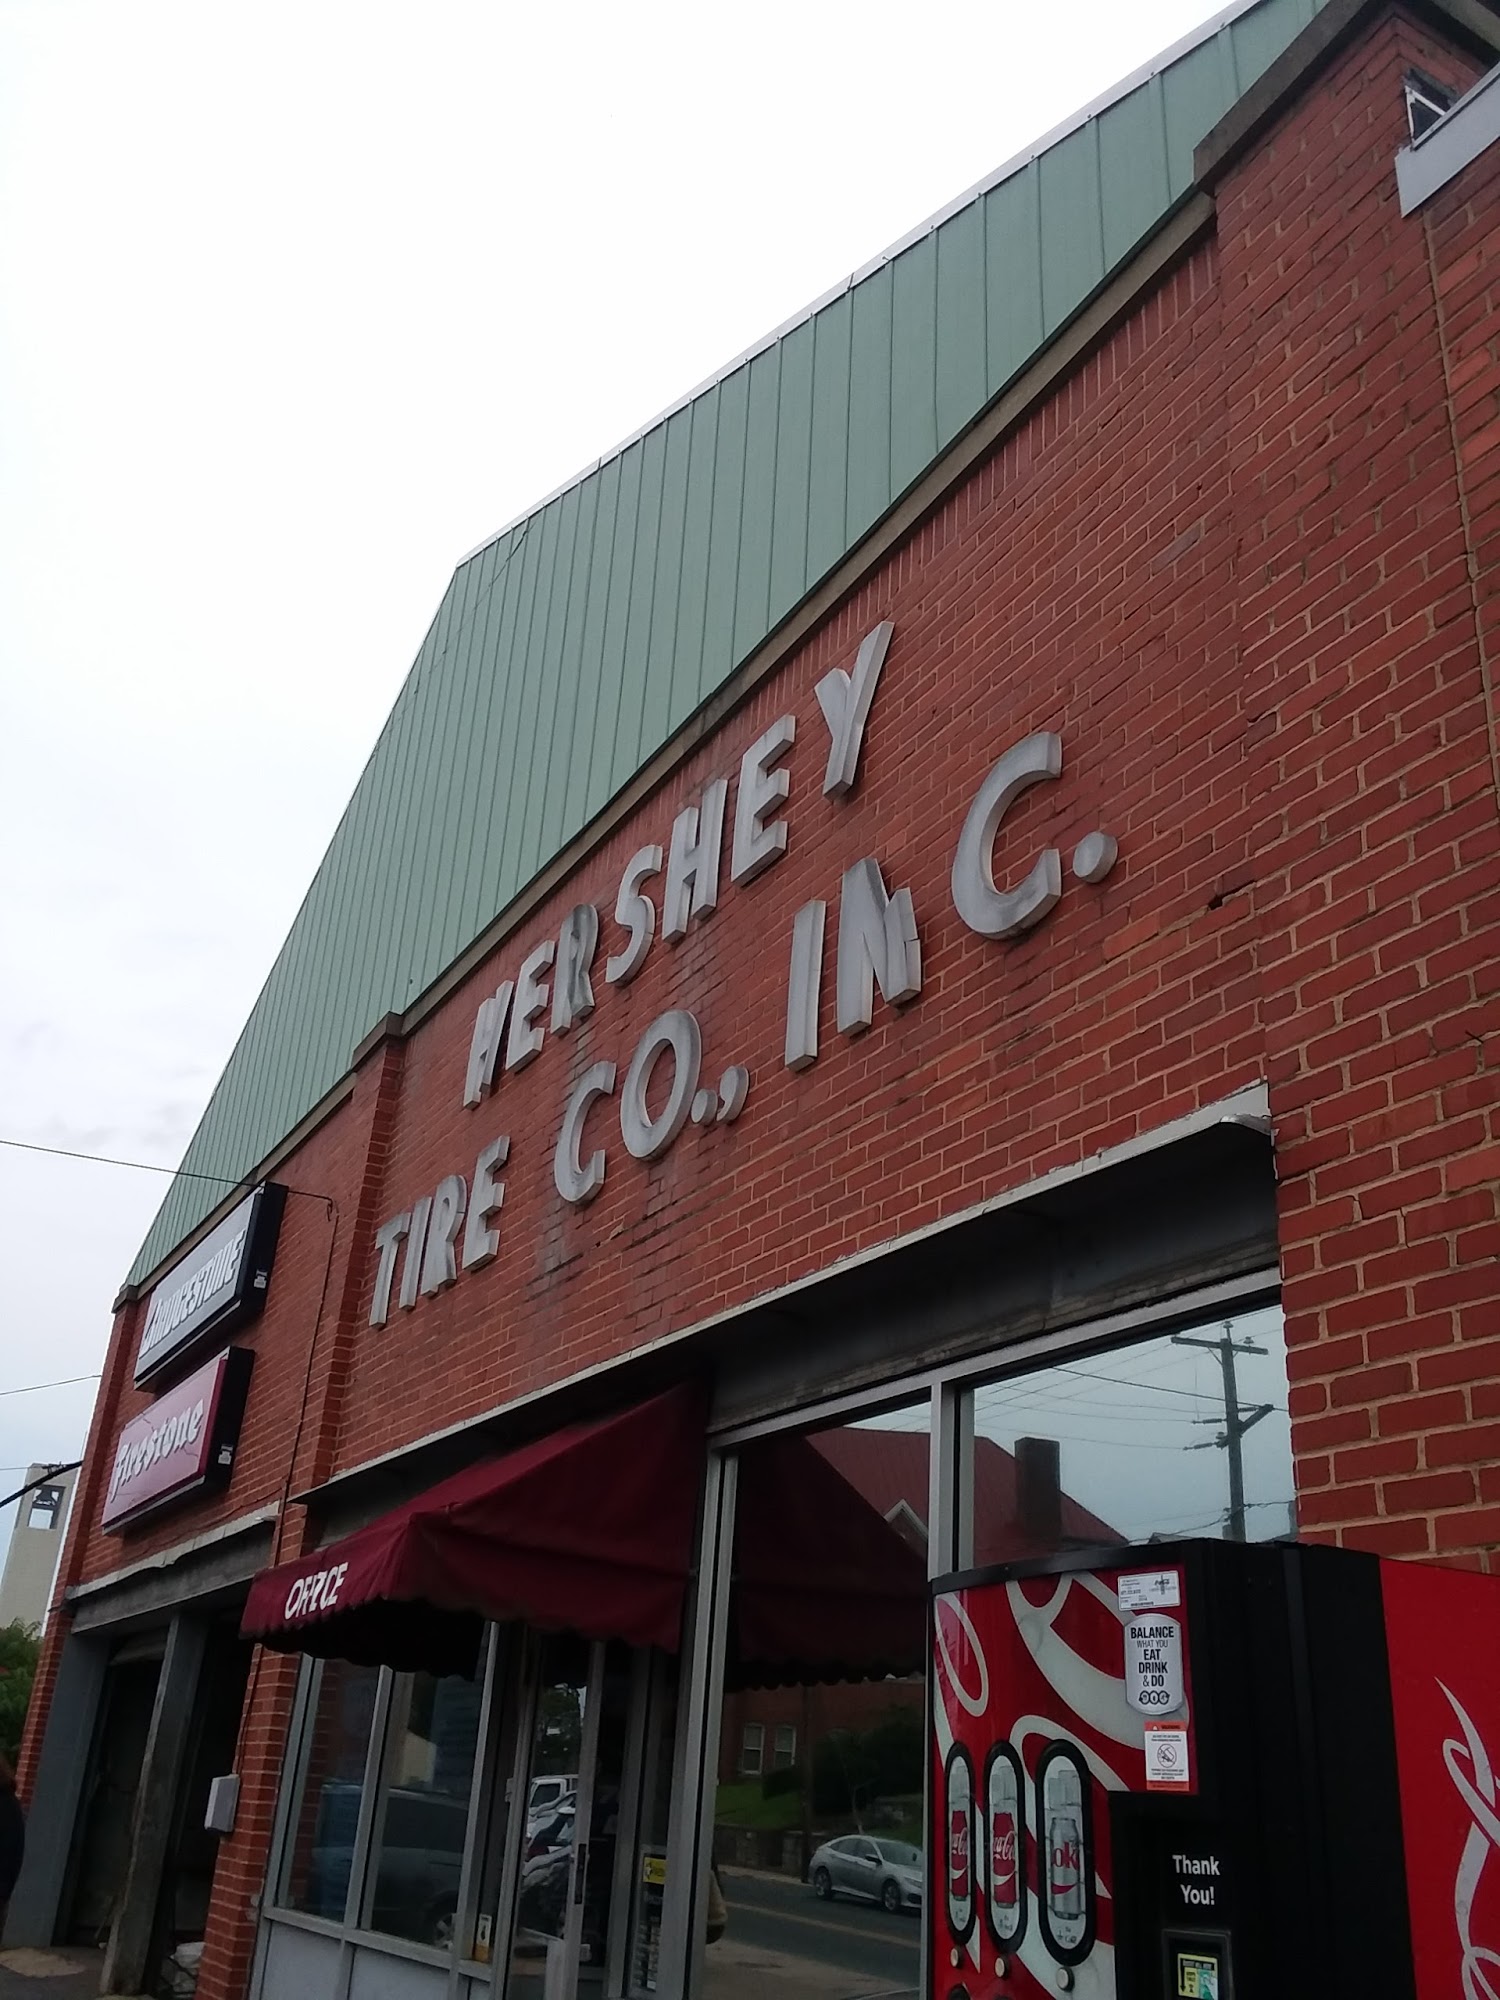 HERSHEY
TIRE CO., INC.
BRIDGESTONE
Firestone
OFFICE
BALANCE
WHAT YOU
EAT
DRINK
& DO
Thank
You!